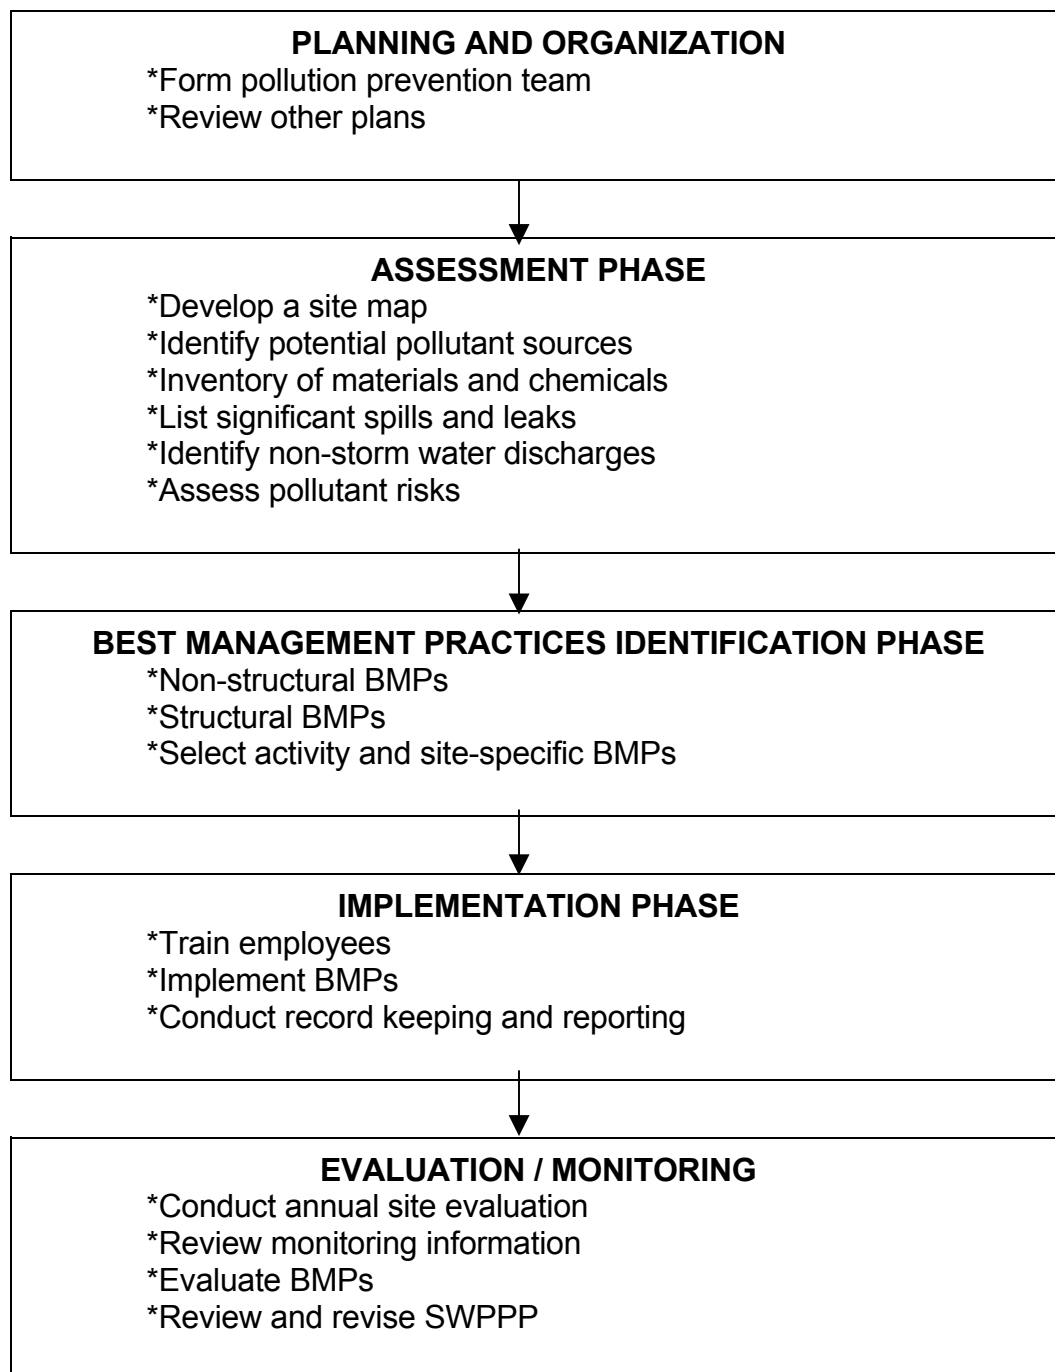 PLANNING AND ORGANIZATION
*Form pollution prevention team
*Review other plans
ASSESSMENT PHASE
*Develop a site map
*Identify potential pollutant sources
*Inventory of materials and chemicals
*List significant spills and leaks
*Identify non-storm water discharges
*Assess pollutant risks
BEST MANAGEMENT PRACTICES IDENTIFICATION PHASE
*Non-structural BMPs
*Structural BMPs
*Select activity and site-specific BMPs
IMPLEMENTATION PHASE
*Train employees
*Implement BMPs
*Conduct record keeping and reporting
EVALUATION / MONITORING
*Conduct annual site evaluation
*Review monitoring information
*Evaluate BMPs
*Review and revise SWPPP